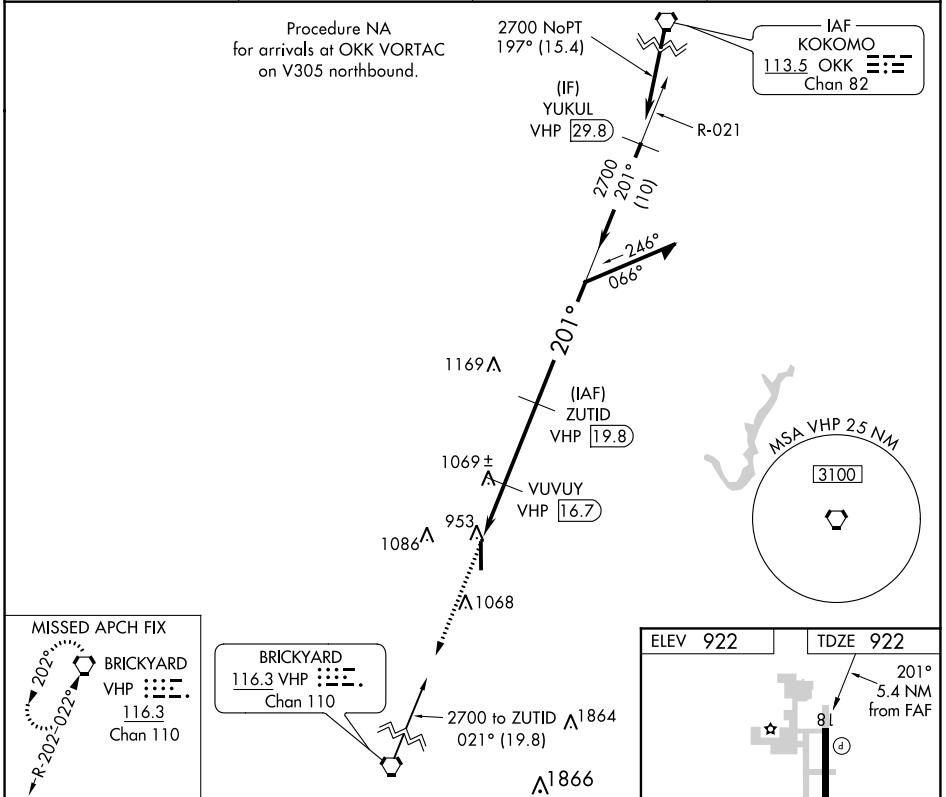 Procedure NA
for arrivals at OKK VORTAC
on V305 northbound.
2700 NoPT
197° (15.4)
IAF
KOKOMO
113.5 OKK
Chan 82
(IF)
YUKUL
VHP 29.8
R-021
2700
201°
(10)
246°
066°
201°
1169
(IAF)
ZUTID
VHP 19.8
MSA VHP 25 NM
3100
1069 ±
VUVUY
VHP 16.7
953
1086
1068
MISSED APCH FIX
202°
BRICKYARD
VHP
116.3
Chan 110
R-202
022°
BRICKYARD
116.3 VHP
Chan 110
2700 to ZUTID
021° (19.8)
1864
1866
ELEV 922
TDZE 922
201°
5.4 NM
from FAF
18
P